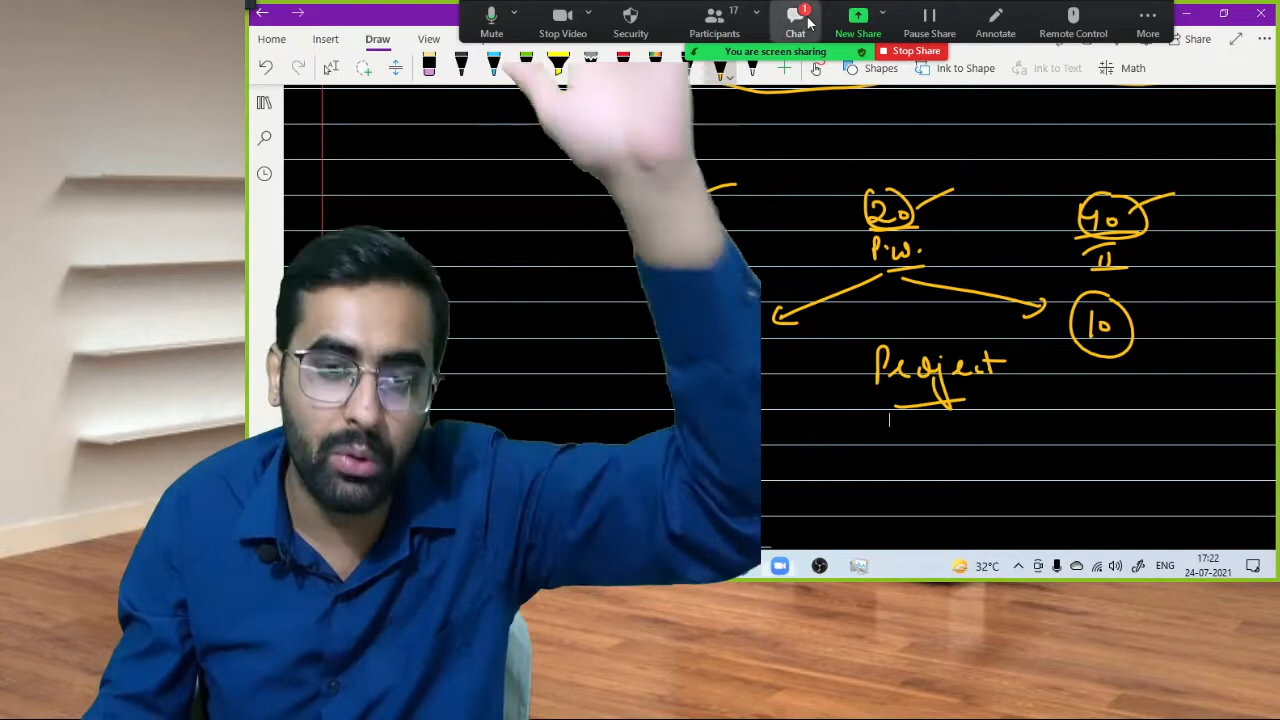 1
17
Mute
Stop Video
Security
Participants
Chat
New Share
Pause Share
Annotate
Remote Control
More
You are screen sharing
Stop Share
Home
Insert
Draw
View
Share
Shapes
Ink to Shape
Ink to Text
Math
20
40
P.W.
11
10
Project
32°C
ENG
17:22
24-07-2021